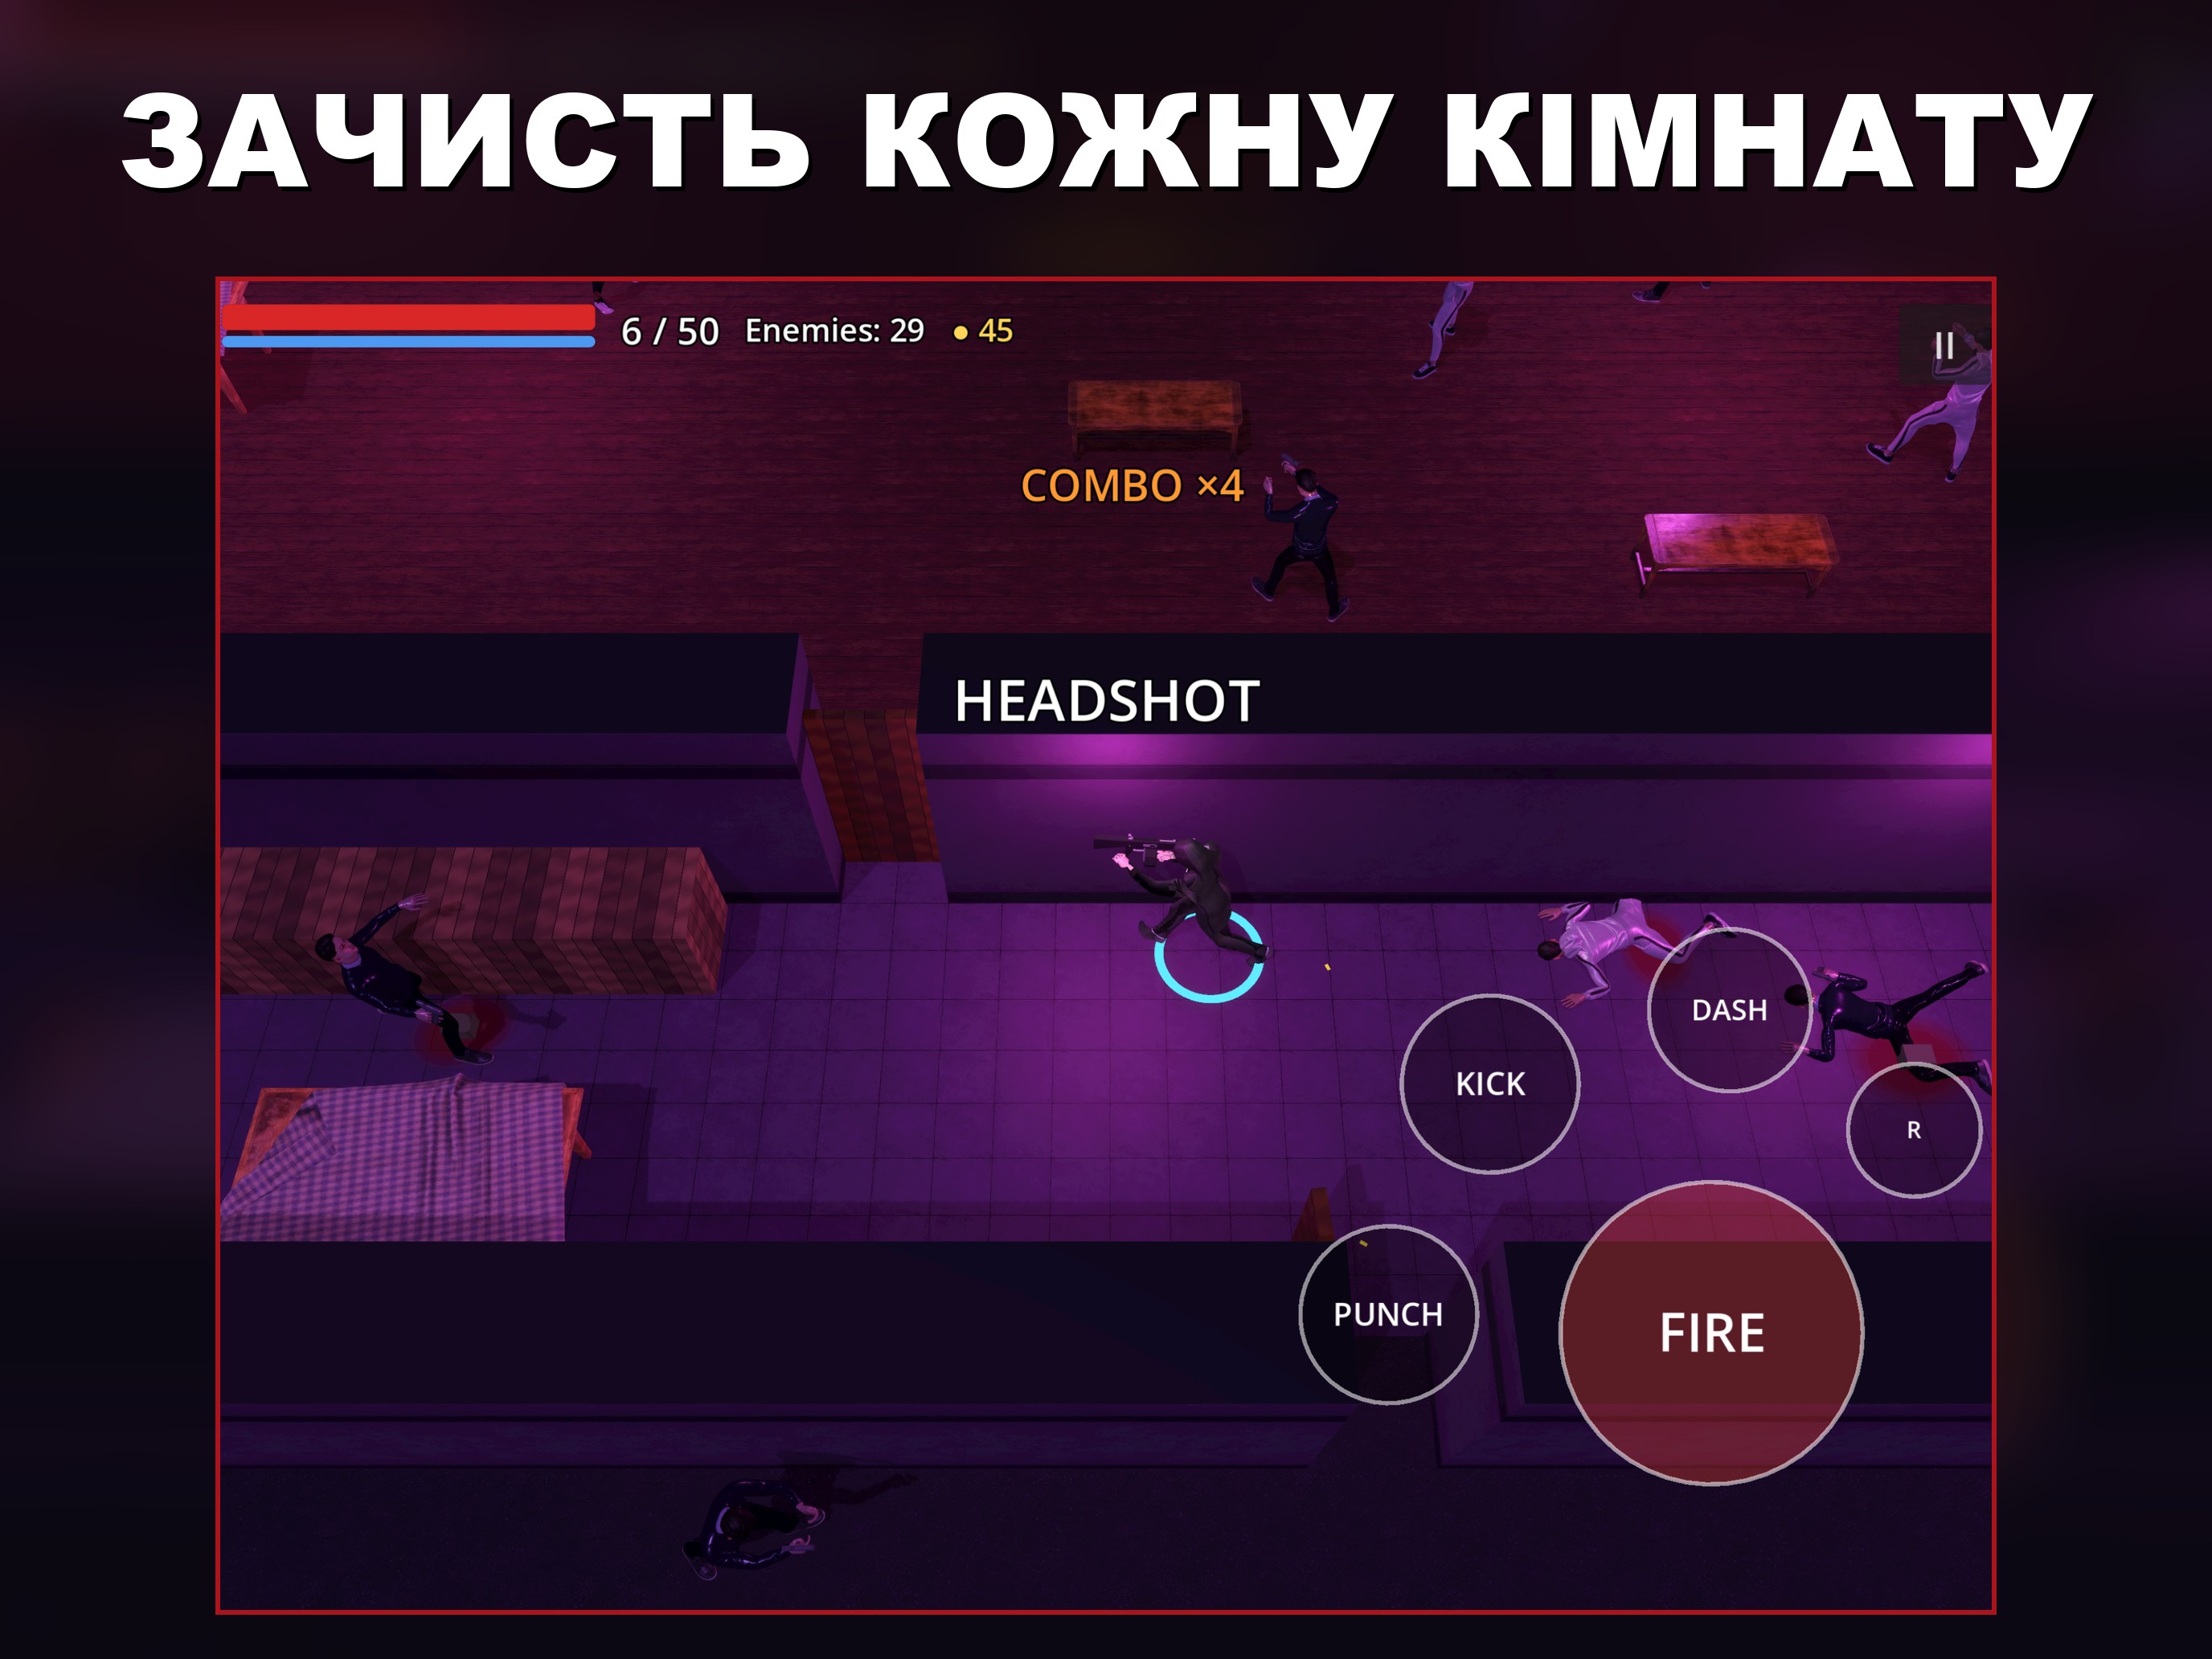 ЗАЧИСТЬ КОЖНУ КІМНАТУ
6 / 50 Enemies: 29 45
COMBO ×4
HEADSHOT
DASH
KICK
R
PUNCH
FIRE